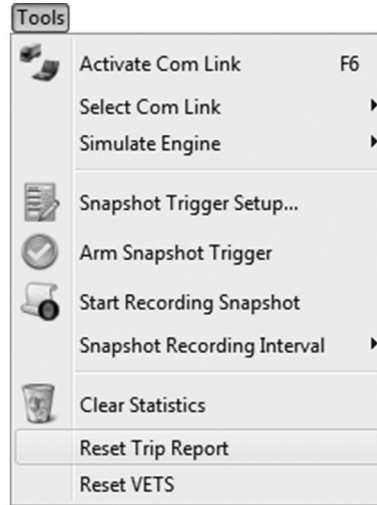 Tools
Activate Com Link F6
Select Com Link
Simulate Engine
Snapshot Trigger Setup...
Arm Snapshot Trigger
Start Recording Snapshot
Snapshot Recording Interval
Clear Statistics
Reset Trip Report
Reset VETS